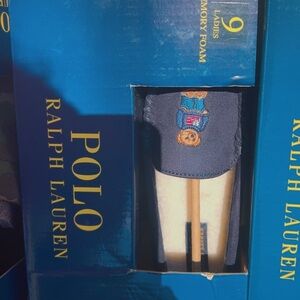 9
LADIES
MEMORY FOAM
POLO
RALPH LAUREN
RALPH LAUREN